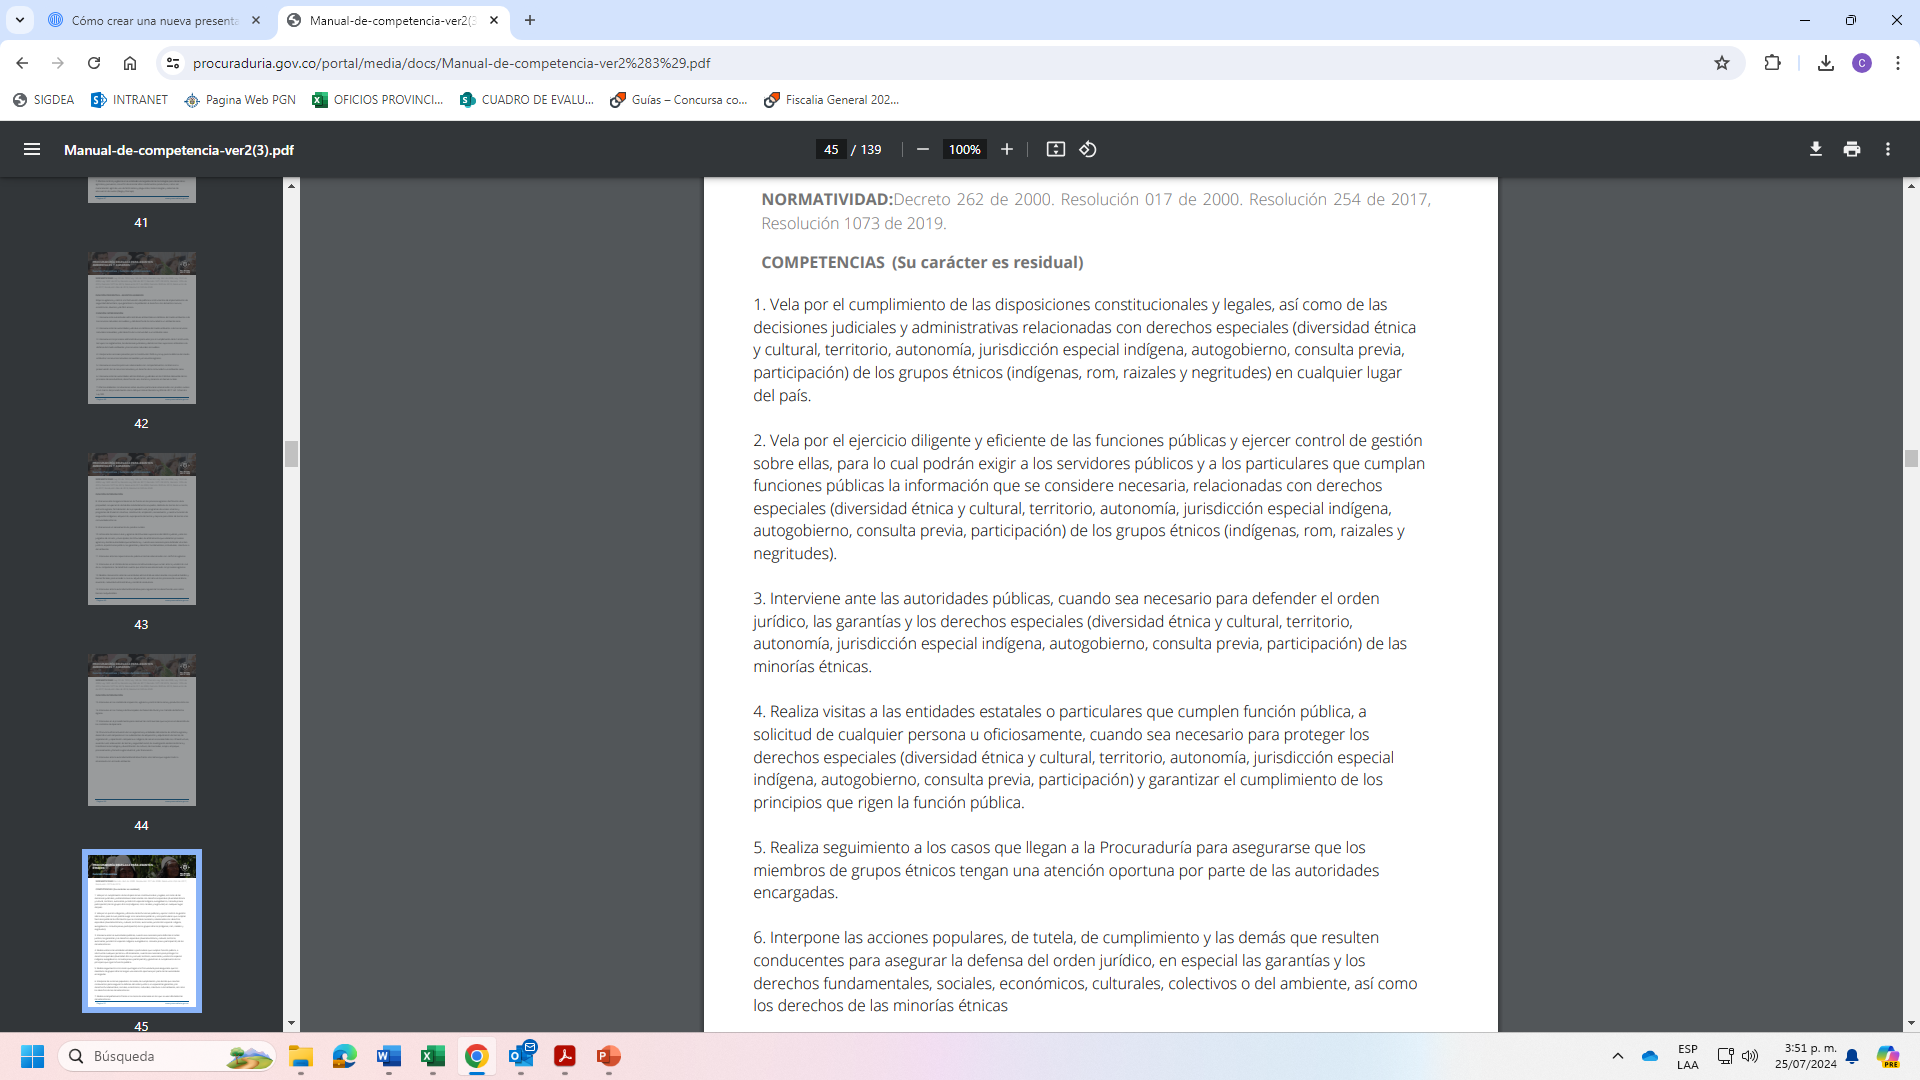 Cómo crear una nueva present
Manual-de-competencia-ver2(3
procuraduria.gov.co/portal/media/docs/Manual-de-competencia-ver2%283%29.pdf
C
SIGDEA
INTRANET
Pagina Web PGN
OFICIOS PROVINCI...
CUADRO DE EVALU...
Guías – Concursa co...
Fiscalia General 202...
Manual-de-competencia-ver2(3).pdf
45 / 139
100%
41
42
43
44
45
NORMATIVIDAD:Decreto 262 de 2000. Resolución 017 de 2000. Resolución 254 de 2017,
Resolución 1073 de 2019.
COMPETENCIAS (Su carácter es residual)
1. Vela por el cumplimiento de las disposiciones constitucionales y legales, así como de las
decisiones judiciales y administrativas relacionadas con derechos especiales (diversidad étnica
y cultural, territorio, autonomía, jurisdicción especial indígena, autogobierno, consulta previa,
participación) de los grupos étnicos (indígenas, rom, raizales y negritudes) en cualquier lugar
del país.
2. Vela por el ejercicio diligente y eficiente de las funciones públicas y ejercer control de gestión
sobre ellas, para lo cual podrán exigir a los servidores públicos y a los particulares que cumplan
funciones públicas la información que se considere necesaria, relacionadas con derechos
especiales (diversidad étnica y cultural, territorio, autonomía, jurisdicción especial indígena,
autogobierno, consulta previa, participación) de los grupos étnicos (indígenas, rom, raizales y
negritudes).
3. Interviene ante las autoridades públicas, cuando sea necesario para defender el orden
jurídico, las garantías y los derechos especiales (diversidad étnica y cultural, territorio,
autonomía, jurisdicción especial indígena, autogobierno, consulta previa, participación) de las
minorías étnicas.
4. Realiza visitas a las entidades estatales o particulares que cumplen función pública, a
solicitud de cualquier persona u oficiosamente, cuando sea necesario para proteger los
derechos especiales (diversidad étnica y cultural, territorio, autonomía, jurisdicción especial
indígena, autogobierno, consulta previa, participación) y garantizar el cumplimiento de los
principios que rigen la función pública.
5. Realiza seguimiento a los casos que llegan a la Procuraduría para asegurarse que los
miembros de grupos étnicos tengan una atención oportuna por parte de las autoridades
encargadas.
6. Interpone las acciones populares, de tutela, de cumplimiento y las demás que resulten
conducentes para asegurar la defensa del orden jurídico, en especial las garantías y los
derechos fundamentales, sociales, económicos, culturales, colectivos o del ambiente, así como
los derechos de las minorías étnicas
Búsqueda
ESP
LAA
3:51 p. m.
25/07/2024
PRE